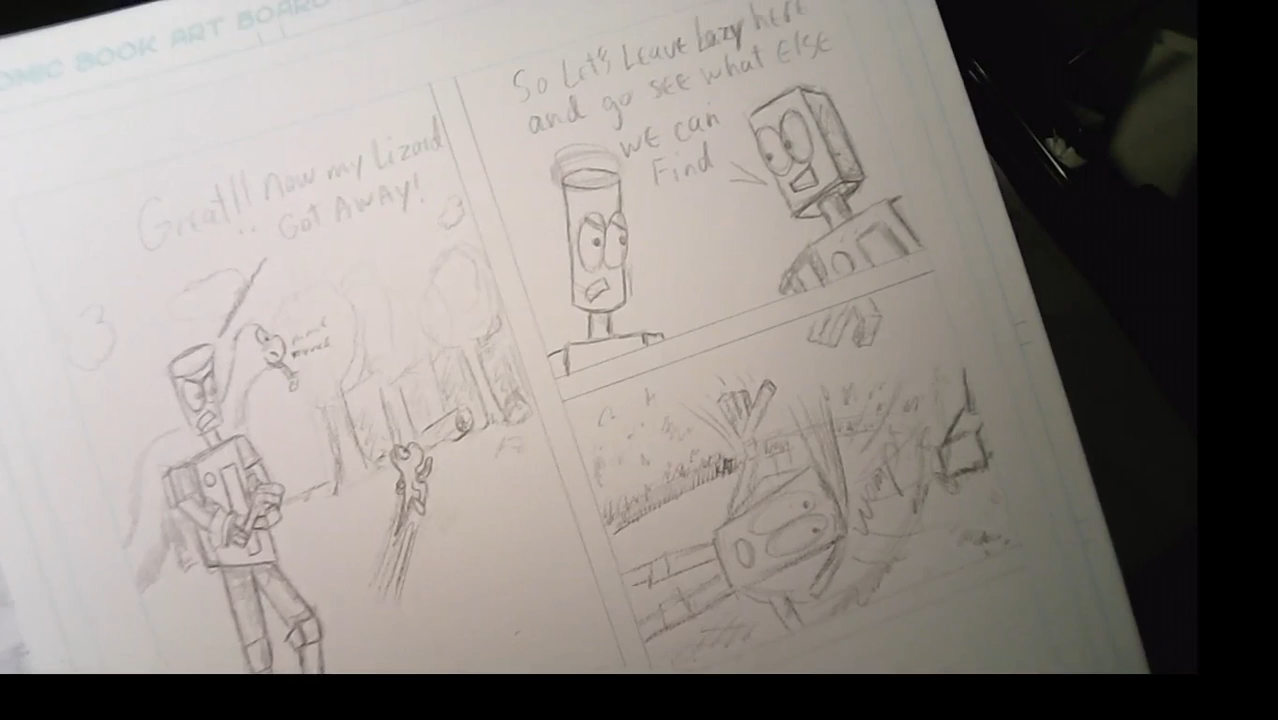 OMIC BOOK ART BOARD
Great!! Now my Lizard
Got AWAY!
So Let's Leave Lazy here
and go see what Else
we can
Find